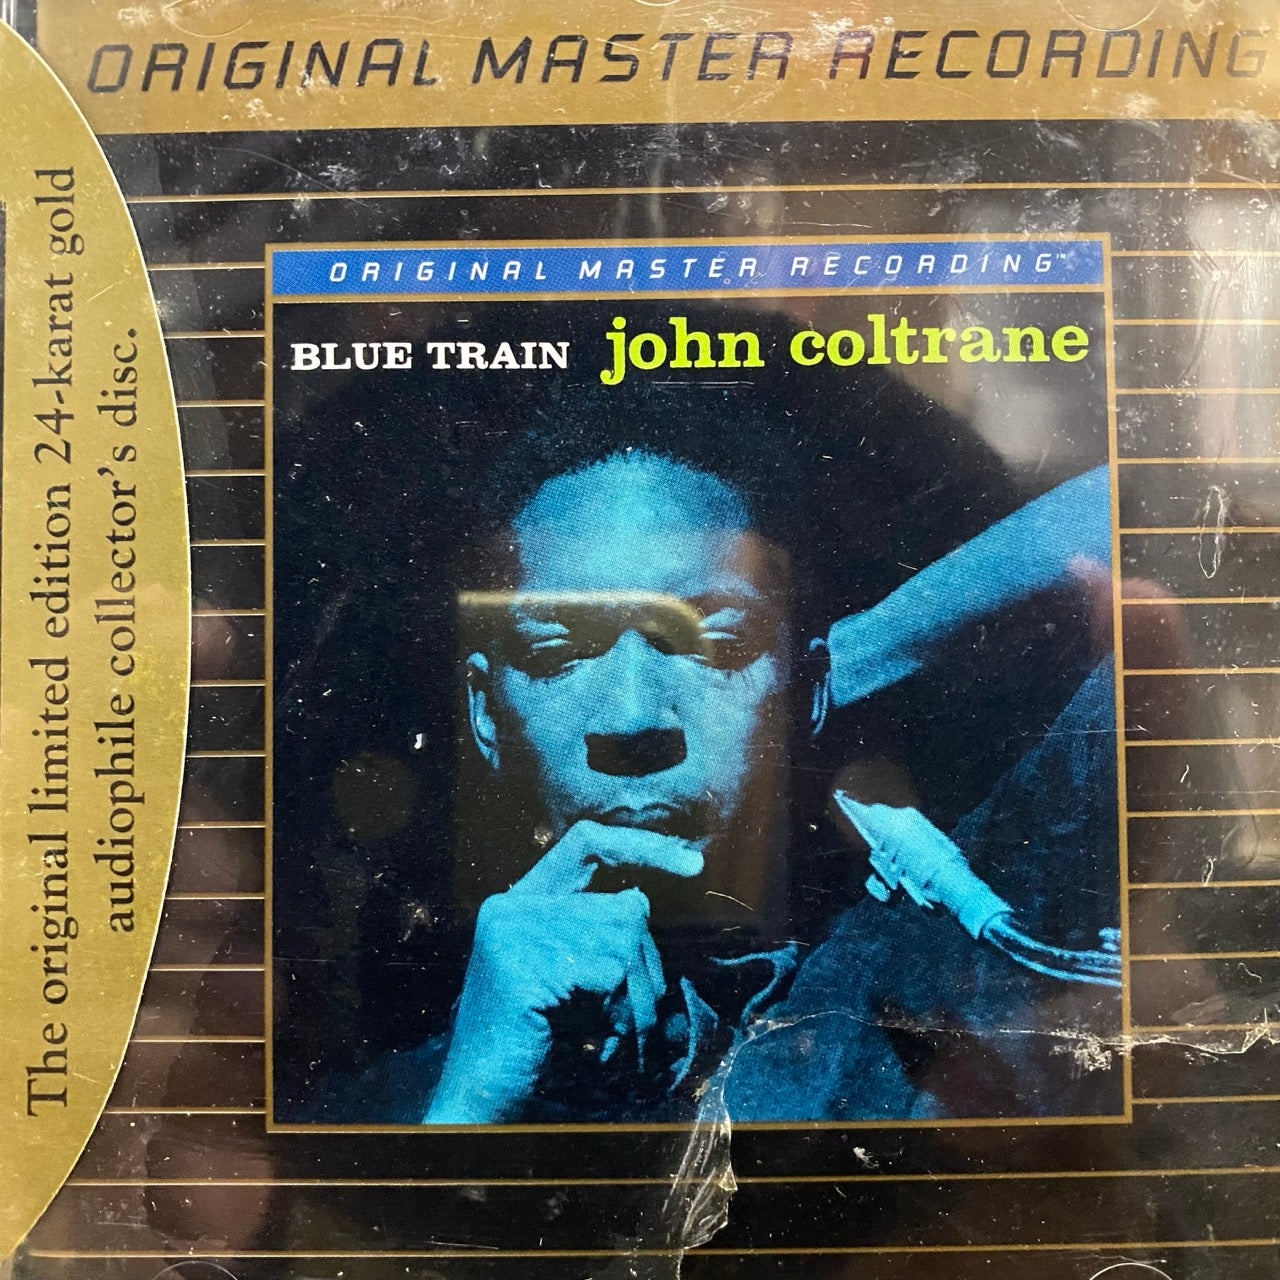 ORIGINAL MASTER RECORDING
The original limited edition 24-karat gold
audiophile collector's disc.
ORIGINAL MASTER RECORDING™
BLUE TRAIN john coltrane